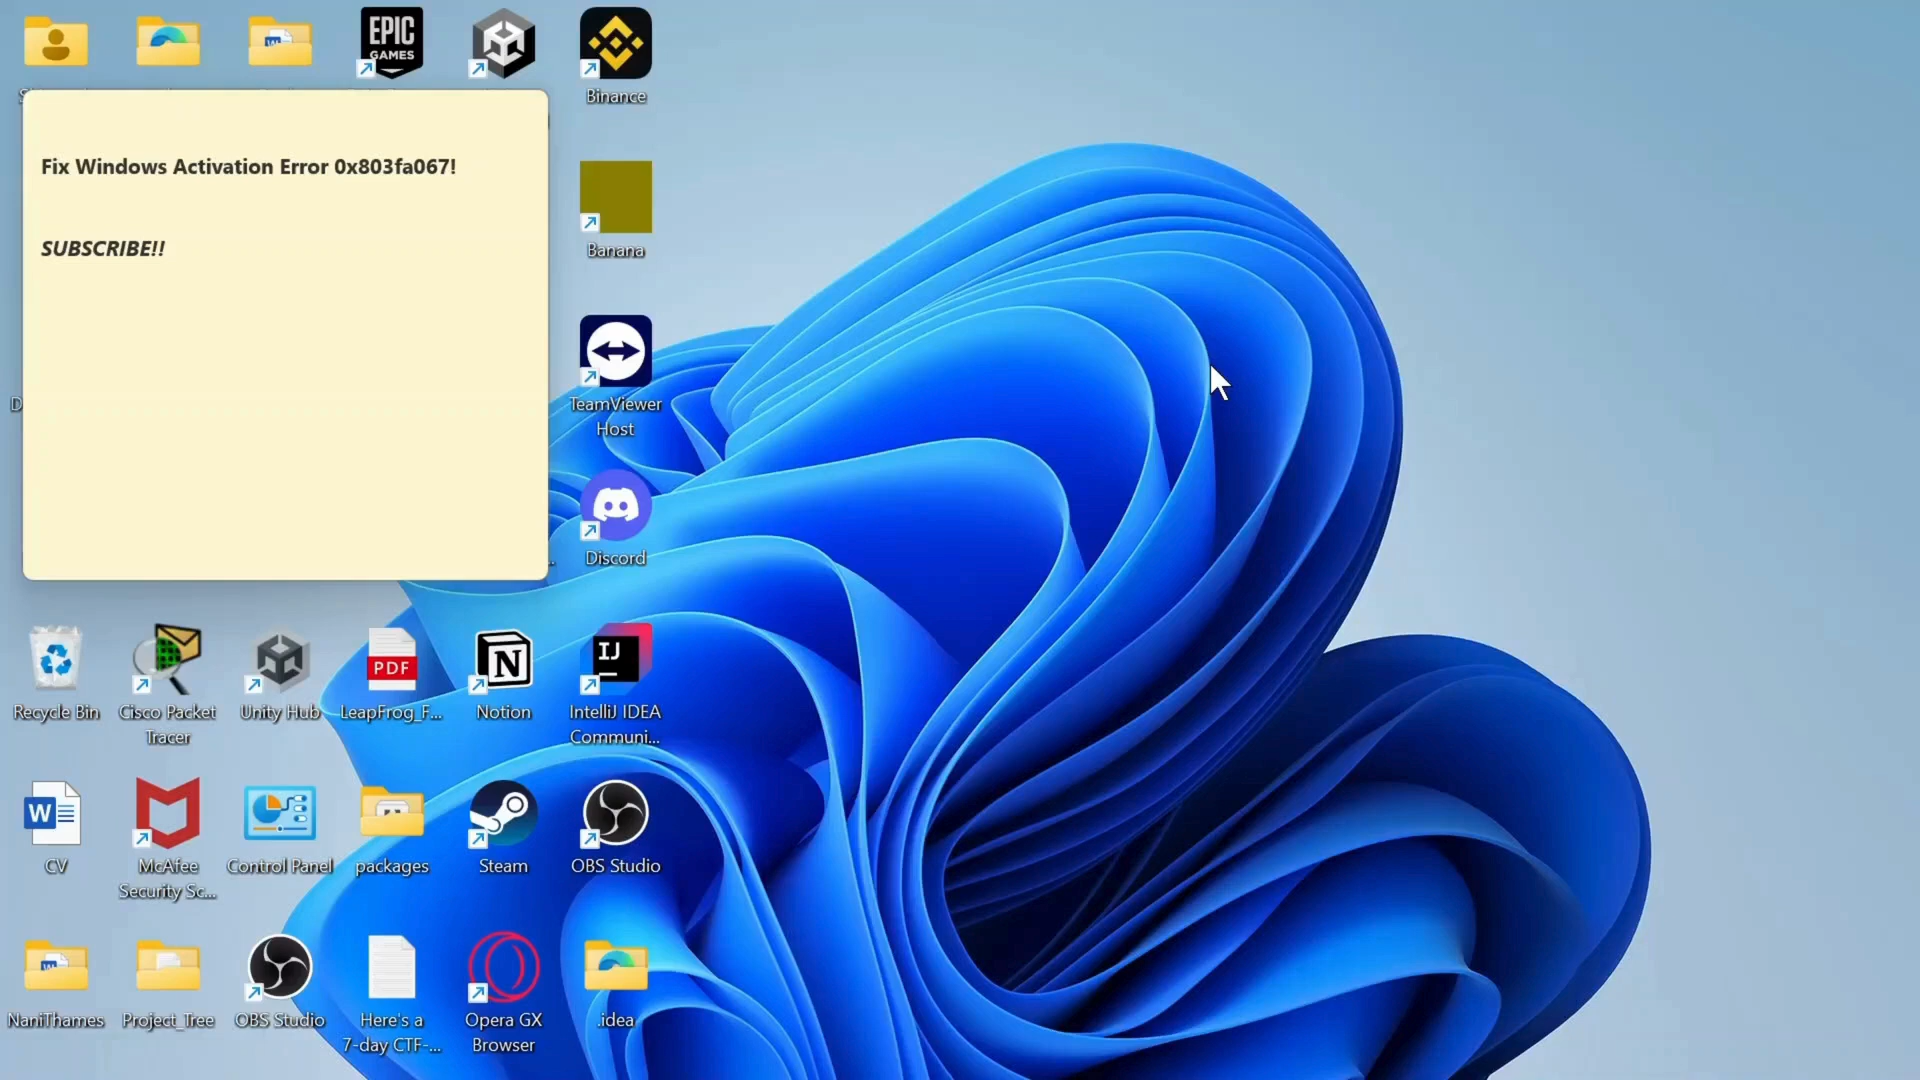 EPIC
GAMES
Binance
Fix Windows Activation Error 0x803fa067!
SUBSCRIBE!!
Banana
TeamViewer
Host
Discord
PDF
N
IJ
Recycle Bin
Cisco Packet
Tracer
Unity Hub
LeapFrog_F...
Notion
IntelliJ IDEA
Communi...
W
CV
McAfee
Security Sc...
Control Panel
packages
Steam
OBS Studio
NaniThames
Project_Tree
OBS Studio
Here's a
7-day CTF-...
Opera GX
Browser
.idea